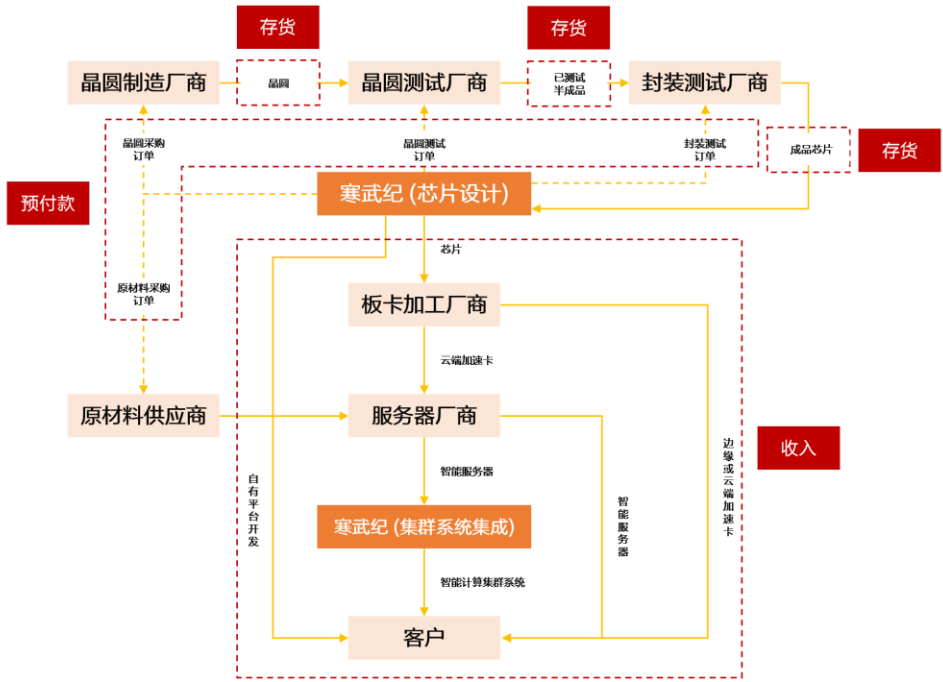 存货
存货
晶圆制造厂商
晶圆
晶圆测试厂商
已测试
半成品
封装测试厂商
晶圆采购
订单
晶圆测试
订单
封装测试
订单
成品芯片
存货
预付款
寒武纪 (芯片设计)
芯片
原材料采购
订单
板卡加工厂商
云端加速卡
原材料供应商
服务器厂商
收入
边缘或云端加速卡
自有平台开发
智能服务器
智能服务器
寒武纪 (集群系统集成)
智能计算集群系统
客户